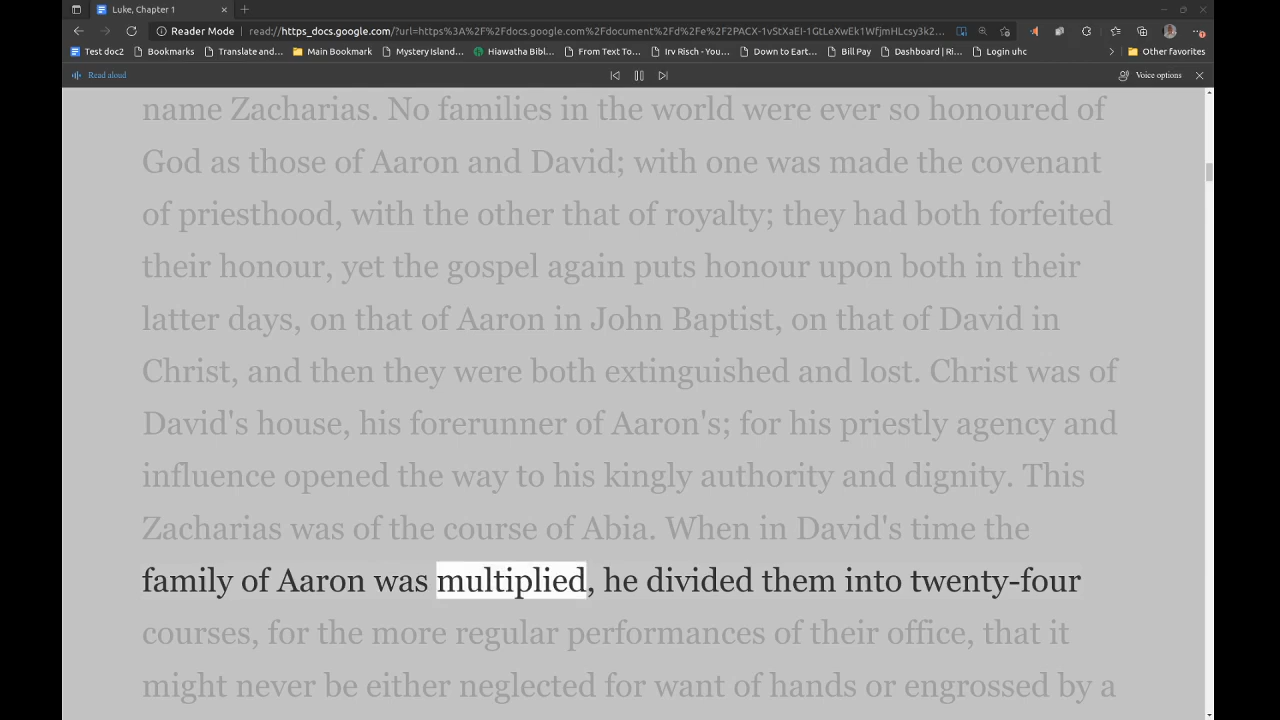 Luke, Chapter 1
Reader Mode read://https_docs.google.com/?url=https%3A%2F%2Fdocs.google.com%2Fdocument%2Fd%2Fe%2F2PACX-1vStXaEI-1GtLeXwEk1WfjmHLcsy3k2...
Test doc2 Bookmarks Translate and... Main Bookmark Mystery Island... Hiawatha Bibl... From Text To... Irv Risch - You... Down to Eart... Bill Pay Dashboard | Ri... Login uhc Other favorites
Read aloud Voice options
name Zacharias. No families in the world were ever so honoured of
God as those of Aaron and David; with one was made the covenant
of priesthood, with the other that of royalty; they had both forfeited
their honour, yet the gospel again puts honour upon both in their
latter days, on that of Aaron in John Baptist, on that of David in
Christ, and then they were both extinguished and lost. Christ was of
David's house, his forerunner of Aaron's; for his priestly agency and
influence opened the way to his kingly authority and dignity. This
Zacharias was of the course of Abia. When in David's time the
family of Aaron was multiplied, he divided them into twenty-four
courses, for the more regular performances of their office, that it
might never be either neglected for want of hands or engrossed by a